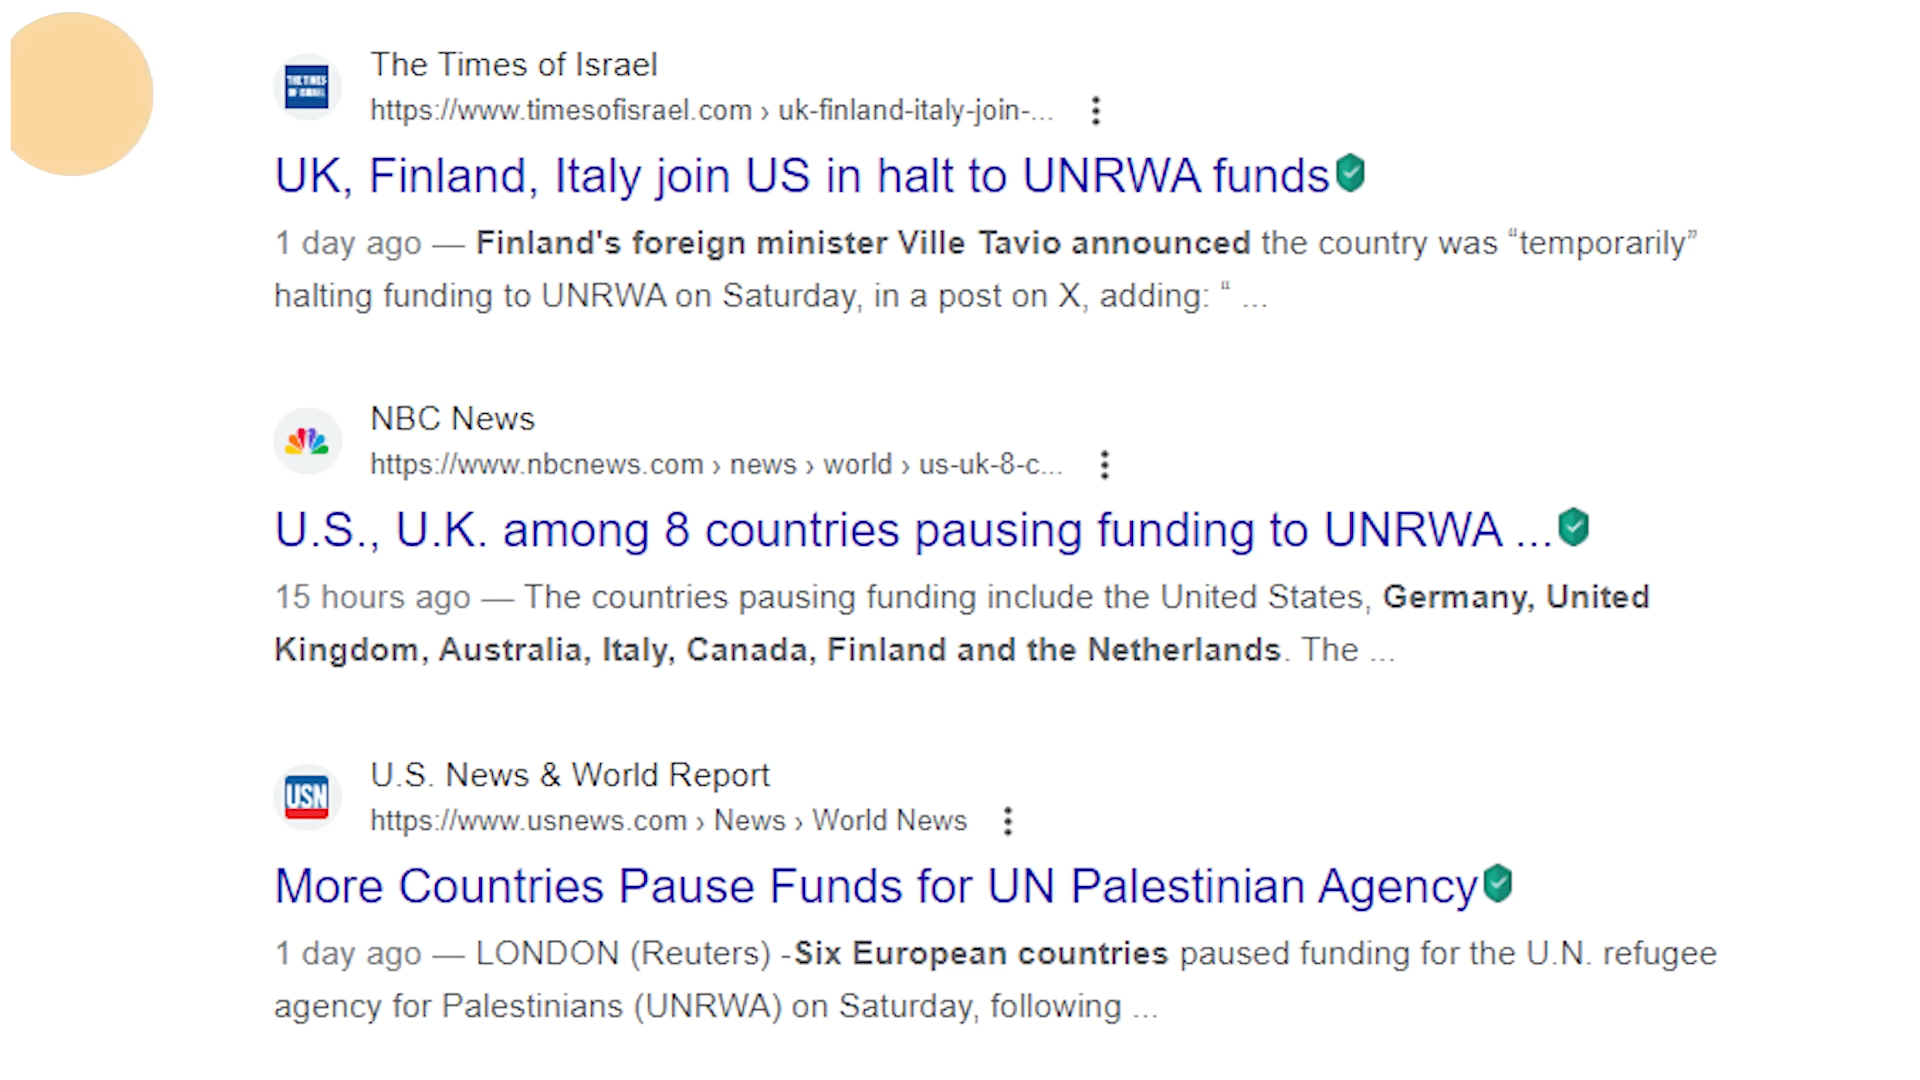 THE TIMES
OF ISRAEL
The Times of Israel
https://www.timesofisrael.com › uk-finland-italy-join-...
UK, Finland, Italy join US in halt to UNRWA funds
1 day ago — Finland's foreign minister Ville Tavio announced the country was “temporarily”
halting funding to UNRWA on Saturday, in a post on X, adding: “ ...
NBC News
https://www.nbcnews.com › news › world › us-uk-8-c...
U.S., U.K. among 8 countries pausing funding to UNRWA ...
15 hours ago — The countries pausing funding include the United States, Germany, United
Kingdom, Australia, Italy, Canada, Finland and the Netherlands. The ...
USN
U.S. News & World Report
https://www.usnews.com › News › World News
More Countries Pause Funds for UN Palestinian Agency
1 day ago — LONDON (Reuters) -Six European countries paused funding for the U.N. refugee
agency for Palestinians (UNRWA) on Saturday, following ...